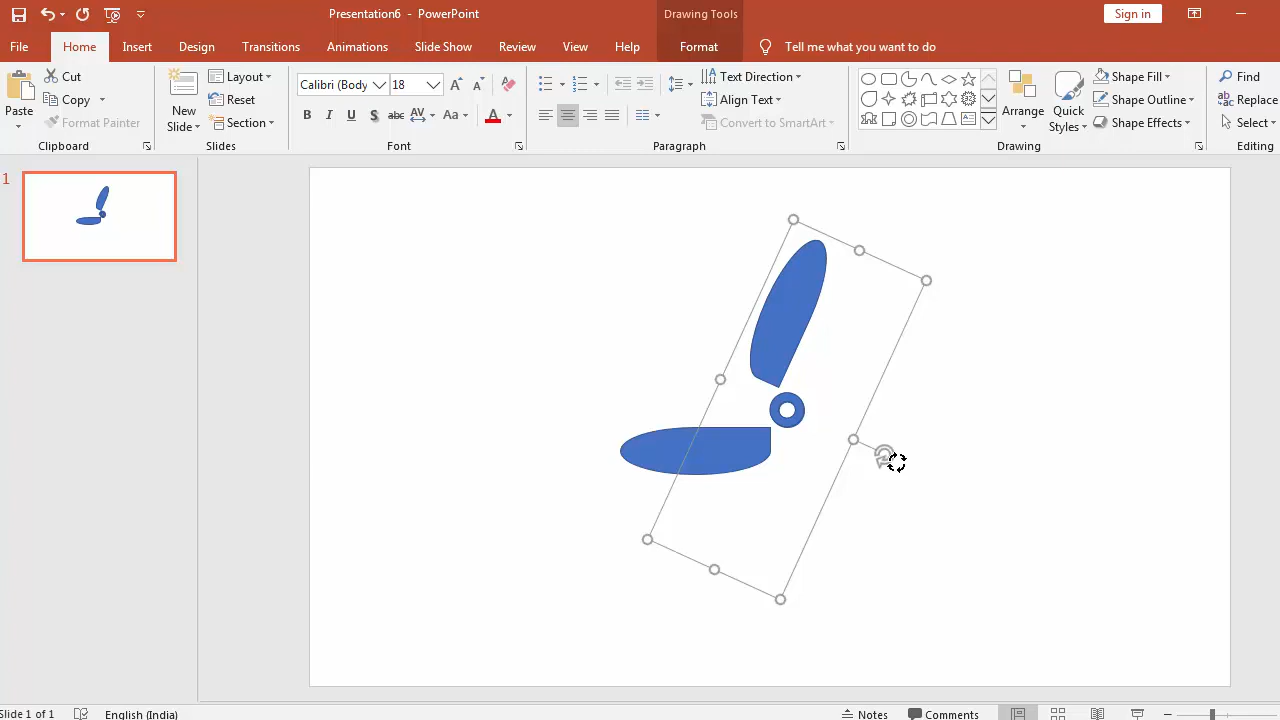 Presentation6 - PowerPoint
Drawing Tools
Sign in
File Home Insert Design Transitions Animations Slide Show Review View Help Format Tell me what you want to do
Paste
Cut
Copy
Format Painter
Clipboard
New Slide
Layout
Reset
Section
Slides
Calibri (Body 18
A A A
B I U S abc AV Aa A
Font
Text Direction
Align Text
Convert to SmartArt
Paragraph
Arrange
Quick Styles
Shape Fill
Shape Outline
Shape Effects
Drawing
Find
Replace
Select
Editing
1
Slide 1 of 1
English (India)
Notes
Comments